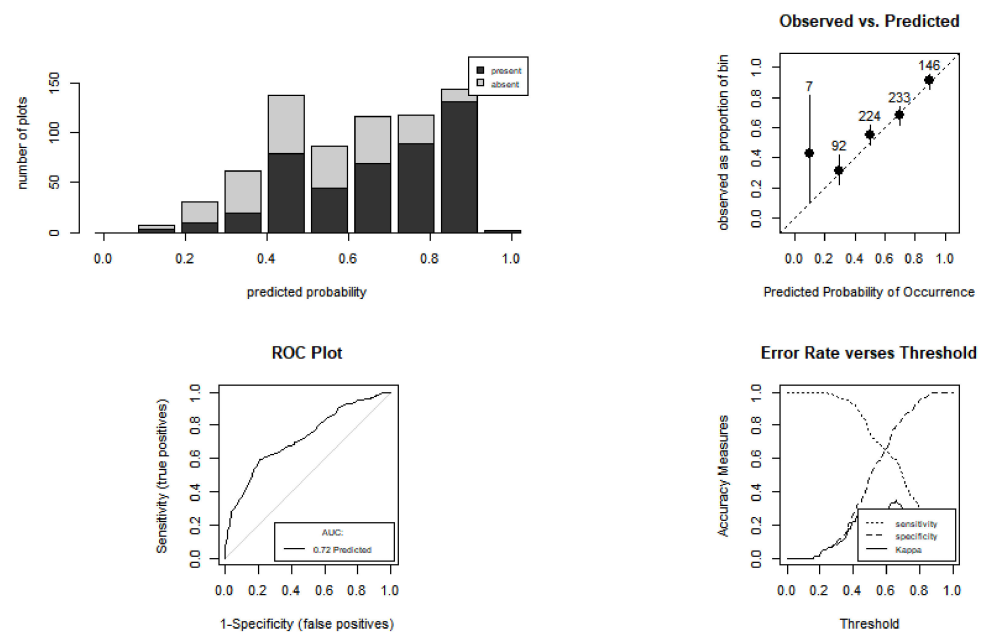 number of plots
0
50
100
150
present
absent
0.0 0.2 0.4 0.6 0.8 1.0
predicted probability
Observed vs. Predicted
observed as proportion of bin
0.0
0.2
0.4
0.6
0.8
1.0
7
92
224
233
146
0.0 0.2 0.4 0.6 0.8 1.0
Predicted Probability of Occurrence
ROC Plot
Sensitivity (true positives)
0.0
0.2
0.4
0.6
0.8
1.0
AUC:
0.72 Predicted
0.0 0.2 0.4 0.6 0.8 1.0
1-Specificity (false positives)
Error Rate verses Threshold
Accuracy Measures
0.0
0.2
0.4
0.6
0.8
1.0
sensitivity
specificity
Kappa
0.0 0.2 0.4 0.6 0.8 1.0
Threshold